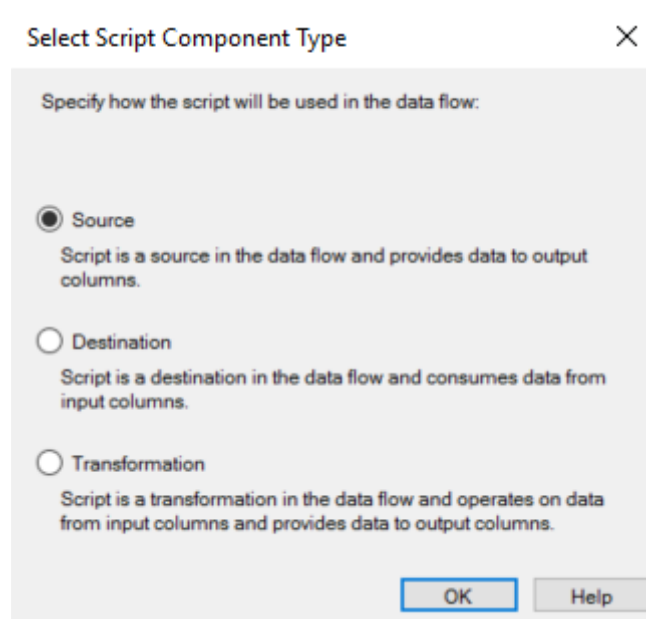 Select Script Component Type
Specify how the script will be used in the data flow:
Source
Script is a source in the data flow and provides data to output
columns.
Destination
Script is a destination in the data flow and consumes data from
input columns.
Transformation
Script is a transformation in the data flow and operates on data
from input columns and provides data to output columns.
OK Help